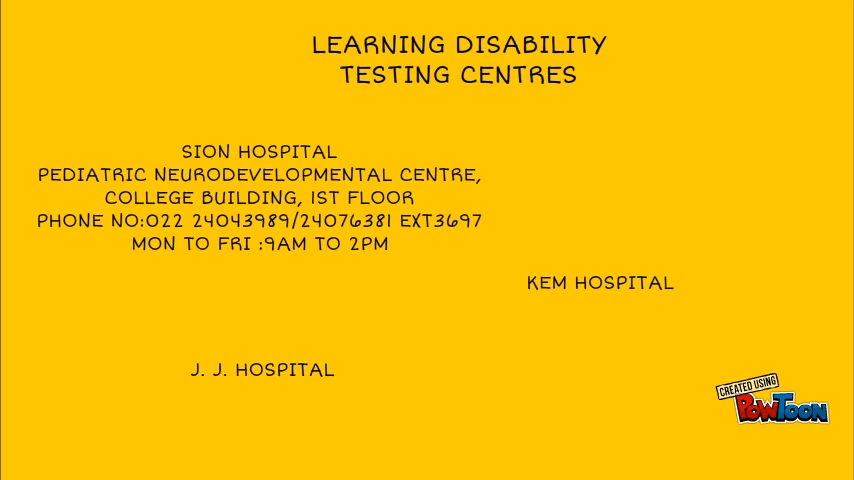 LEARNING DISABILITY
TESTING CENTRES
SION HOSPITAL
PEDIATRIC NEURODEVELOPMENTAL CENTRE,
COLLEGE BUILDING, 1ST FLOOR
PHONE NO:022 24043989/24076381 EXT3697
MON TO FRI :9AM TO 2PM
KEM HOSPITAL
J. J. HOSPITAL
CREATED USING
POWTOON